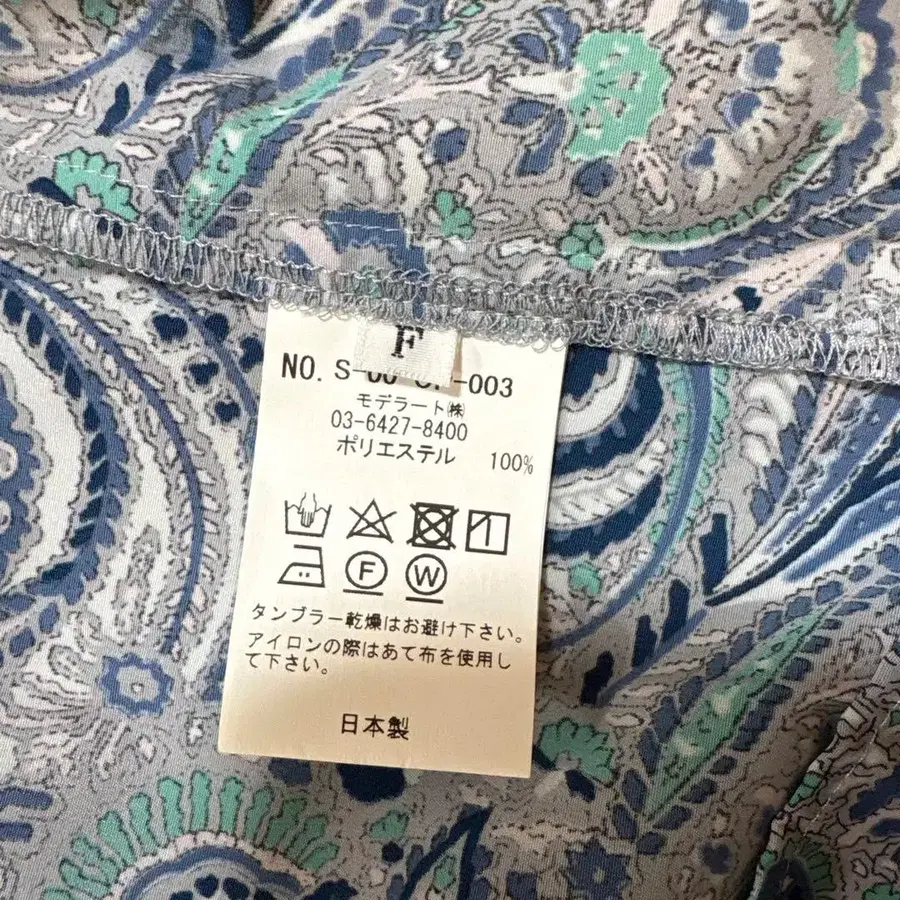 F
NO. S-
-003
モデラート㈱
03-6427-8400
ポリエステル 100%
F W
タンブラー乾燥はお避け下さい。
アイロンの際はあて布を使用し
て下さい。
日本製